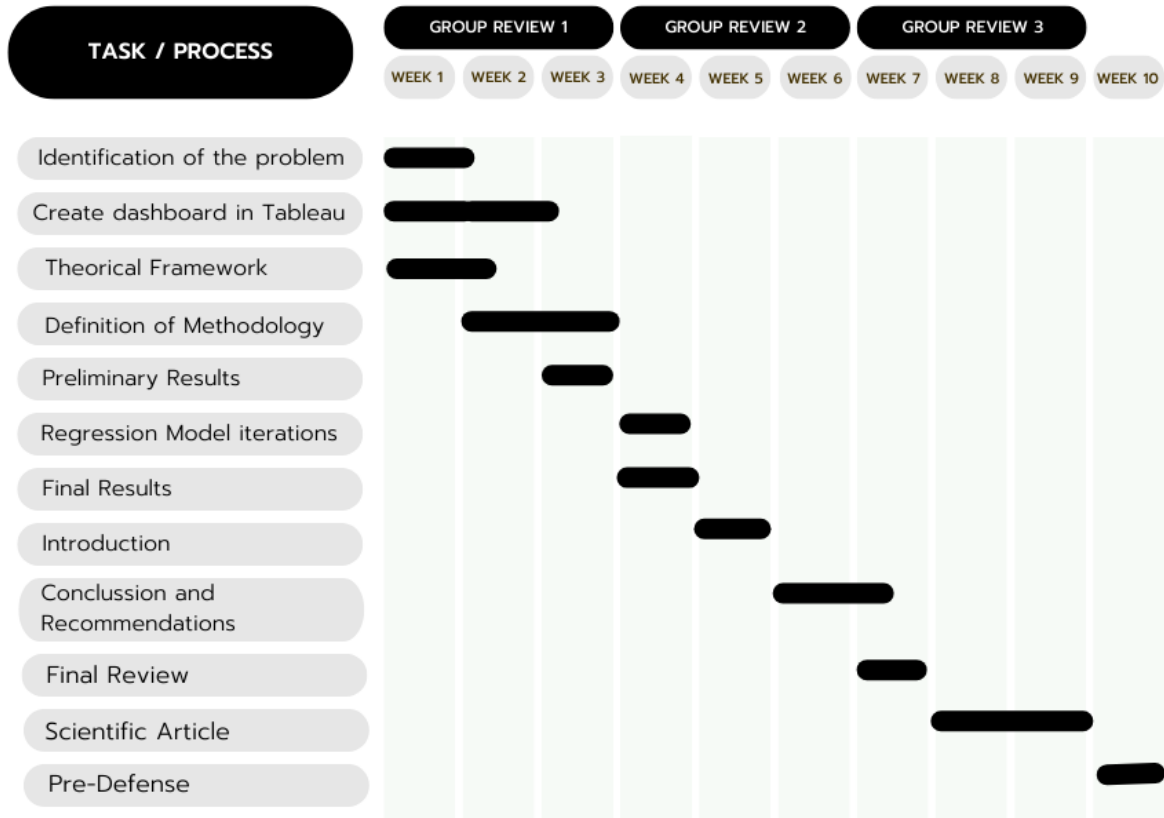 TASK / PROCESS
GROUP REVIEW 1
GROUP REVIEW 2
GROUP REVIEW 3
WEEK 1
WEEK 2
WEEK 3
WEEK 4
WEEK 5
WEEK 6
WEEK 7
WEEK 8
WEEK 9
WEEK 10
Identification of the problem
Create dashboard in Tableau
Theorical Framework
Definition of Methodology
Preliminary Results
Regression Model iterations
Final Results
Introduction
Conclussion and
Recommendations
Final Review
Scientific Article
Pre-Defense